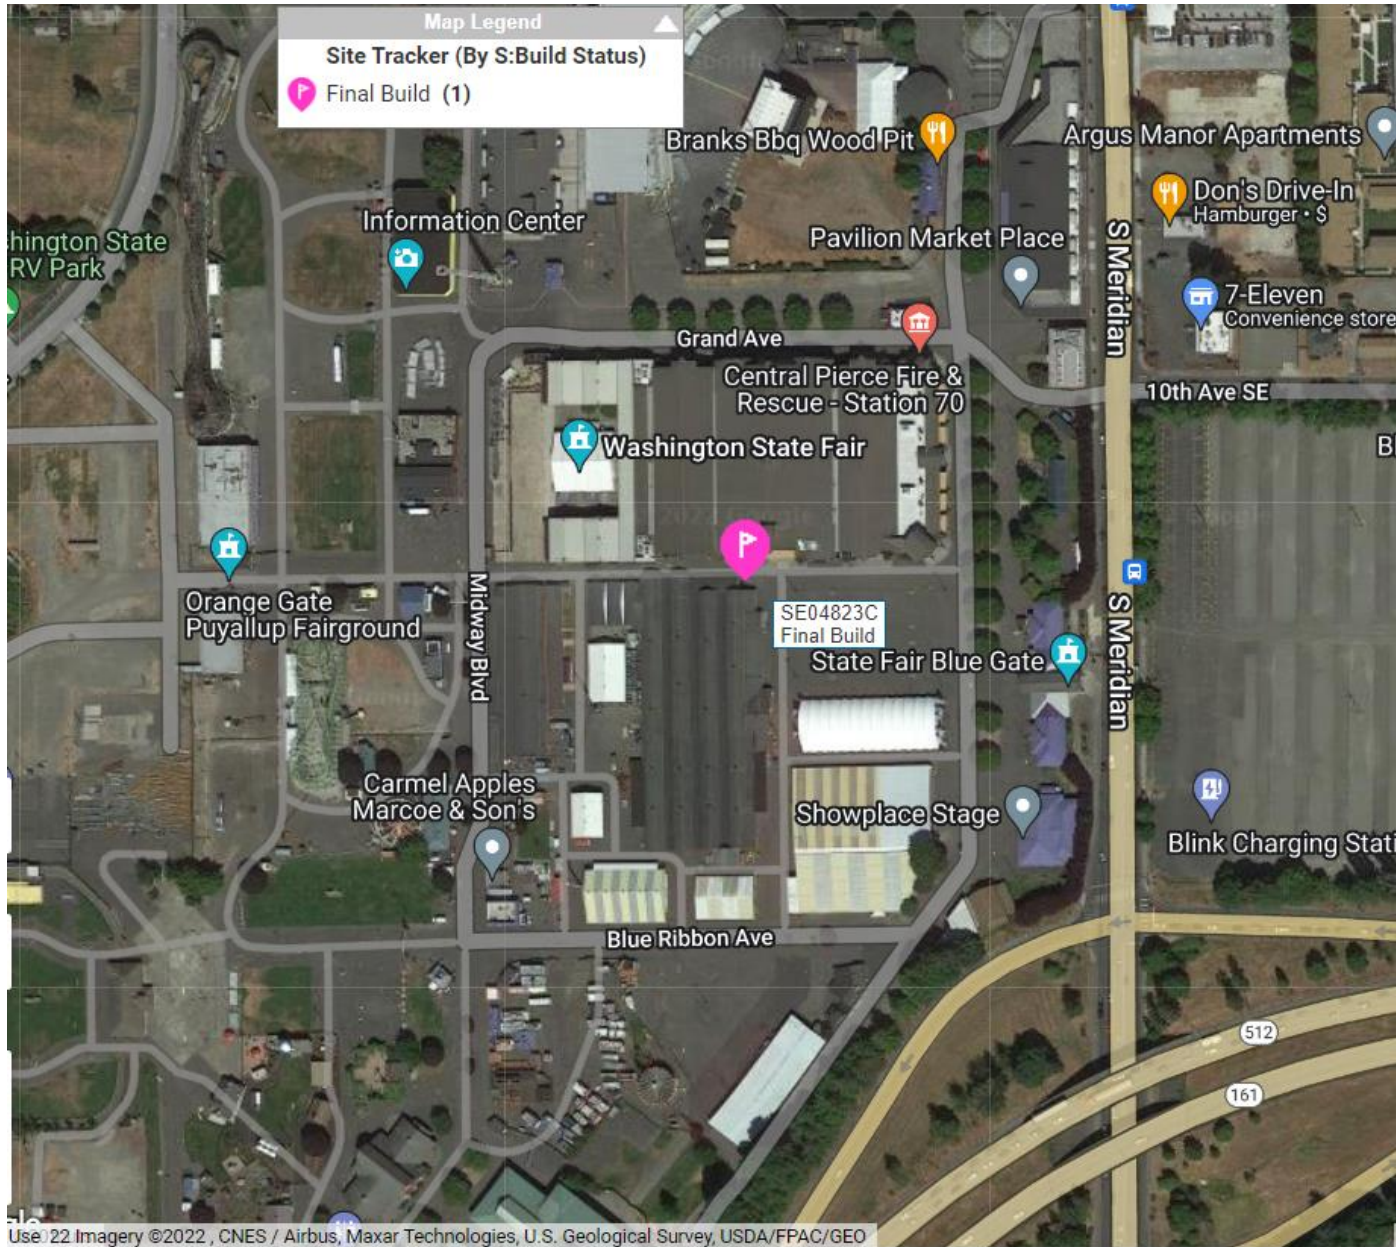 Map Legend
Site Tracker (By S:Build Status)
Final Build (1)
Branks Bbq Wood Pit
Argus Manor Apartments
Don's Drive-In
Hamburger • $
Information Center
shington State
RV Park
Pavilion Market Place
S Meridian
7-Eleven
Convenience store
Grand Ave
Central Pierce Fire &
Rescue - Station 70
10th Ave SE
Washington State Fair
Orange Gate
Puyallup Fairground
Midway Blvd
SE04823C
Final Build
State Fair Blue Gate
S Meridian
Carmel Apples
Marcoe & Son's
Showplace Stage
Blink Charging Stati
Blue Ribbon Ave
512
161
Use 22 Imagery ©2022 , CNES / Airbus, Maxar Technologies, U.S. Geological Survey, USDA/FPAC/GEO